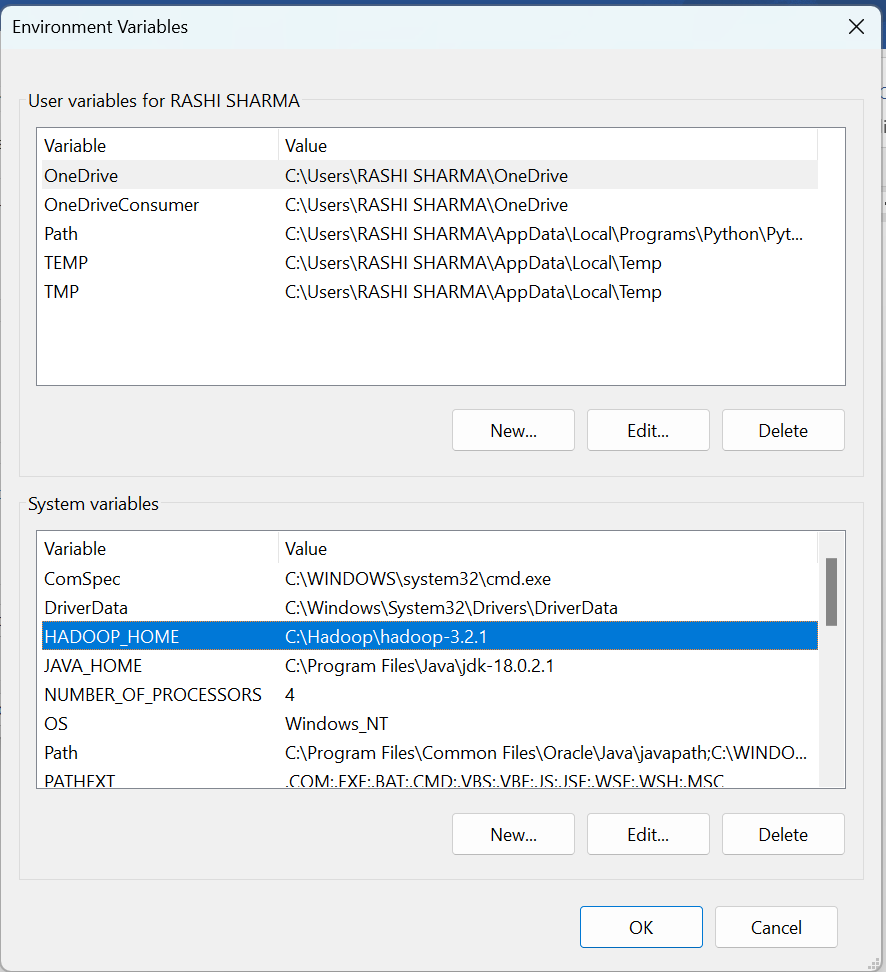 Environment Variables
User variables for RASHI SHARMA
Variable Value
OneDrive C:\Users\RASHI SHARMA\OneDrive
OneDriveConsumer C:\Users\RASHI SHARMA\OneDrive
Path C:\Users\RASHI SHARMA\AppData\Local\Programs\Python\Pyt...
TEMP C:\Users\RASHI SHARMA\AppData\Local\Temp
TMP C:\Users\RASHI SHARMA\AppData\Local\Temp
New... Edit... Delete
System variables
Variable Value
ComSpec C:\WINDOWS\system32\cmd.exe
DriverData C:\Windows\System32\Drivers\DriverData
HADOOP_HOME C:\Hadoop\hadoop-3.2.1
JAVA_HOME C:\Program Files\Java\jdk-18.0.2.1
NUMBER_OF_PROCESSORS 4
OS Windows_NT
Path C:\Program Files\Common Files\Oracle\Java\javapath;C:\WINDO...
PATHEXT .COM;.EXE;.BAT;.CMD;.VBS;.VBE;.JS;.JSE;.WSF;.WSH;.MSC
New... Edit... Delete
OK Cancel